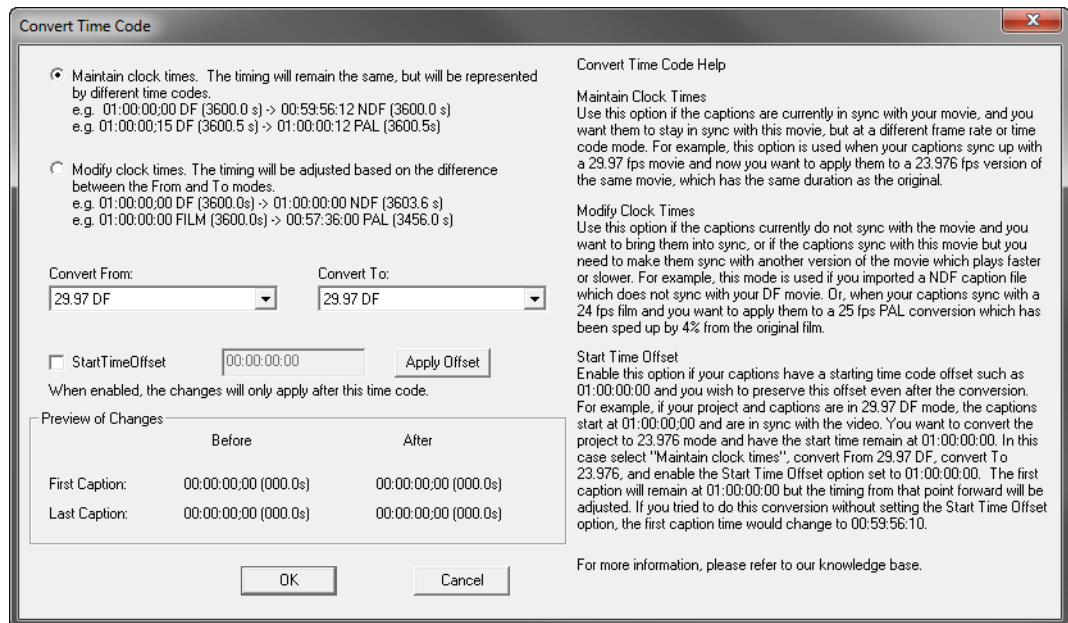 Convert Time Code
Maintain clock times. The timing will remain the same, but will be represented
by different time codes.
e.g. 01:00:00;00 DF (3600.0 s) -> 00:59:56:12 NDF (3600.0 s)
e.g. 01:00:00;15 DF (3600.5 s) -> 01:00:00:12 PAL (3600.5s)
Modify clock times. The timing will be adjusted based on the difference
between the From and To modes.
e.g. 01:00:00;00 DF (3600.0s) -> 01:00:00:00 NDF (3603.6 s)
e.g. 01:00:00:00 FILM (3600.0s) -> 00:57:36:00 PAL (3456.0 s)
Convert From:
Convert To:
29.97 DF
29.97 DF
StartTimeOffset
00:00:00:00
Apply Offset
When enabled, the changes will only apply after this time code.
Preview of Changes
Before
After
First Caption:
00:00:00;00 (000.0s)
00:00:00;00 (000.0s)
Last Caption:
00:00:00;00 (000.0s)
00:00:00;00 (000.0s)
OK
Cancel
Convert Time Code Help
Maintain Clock Times
Use this option if the captions are currently in sync with your movie, and you
want them to stay in sync with this movie, but at a different frame rate or time
code mode. For example, this option is used when your captions sync up with
a 29.97 fps movie and now you want to apply them to a 23.976 fps version of
the same movie, which has the same duration as the original.
Modify Clock Times
Use this option if the captions currently do not sync with the movie and you
want to bring them into sync, or if the captions sync with this movie but you
need to make them sync with another version of the movie which plays faster
or slower. For example, this mode is used if you imported a NDF caption file
which does not sync with your DF movie. Or, when your captions sync with a
24 fps film and you want to apply them to a 25 fps PAL conversion which has
been sped up by 4% from the original film.
Start Time Offset
Enable this option if your captions have a starting time code offset such as
01:00:00:00 and you wish to preserve this offset even after the conversion.
For example, if your project and captions are in 29.97 DF mode, the captions
start at 01:00:00;00 and are in sync with the video. You want to convert the
project to 23.976 mode and have the start time remain at 01:00:00:00. In this
case select "Maintain clock times", convert From 29.97 DF, convert To
23.976, and enable the Start Time Offset option set to 01:00:00:00. The first
caption will remain at 01:00:00:00 but the timing from that point forward will be
adjusted. If you tried to do this conversion without setting the Start Time Offset
option, the first caption time would change to 00:59:56:10.
For more information, please refer to our knowledge base.